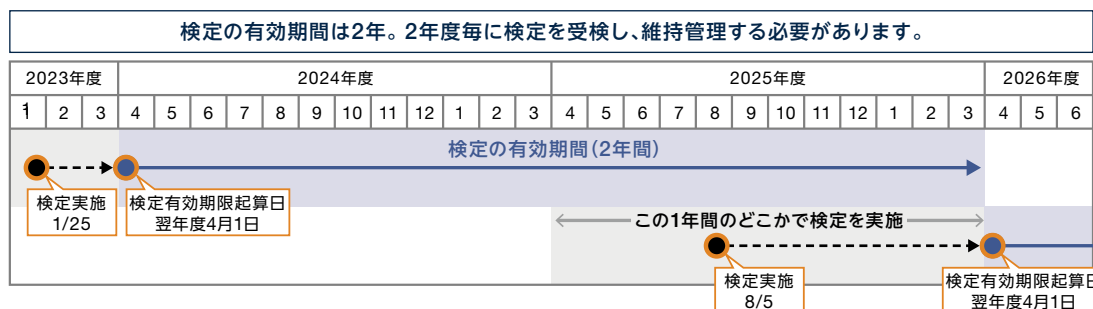 検定の有効期間は2年。2年度毎に検定を受検し、維持管理する必要があります。
2023年度 2024年度 2025年度 2026年度
1 2 3 4 5 6 7 8 9 10 11 12 1 2 3 4 5 6 7 8 9 10 11 12 1 2 3 4 5 6
検定の有効期間(2年間)
検定実施
1/25
検定有効期限起算日
翌年度4月1日
この1年間のどこかで検定を実施
検定実施
8/5
検定有効期限起算日
翌年度4月1日